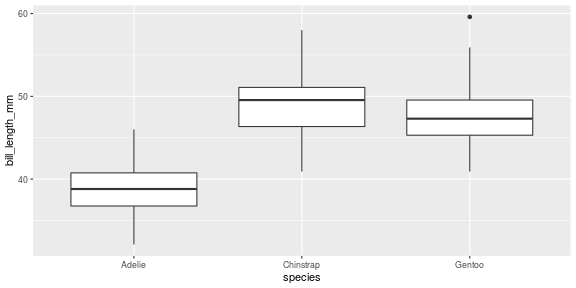 60
50
40
bill_length_mm
Adelie
Chinstrap
Gentoo
species